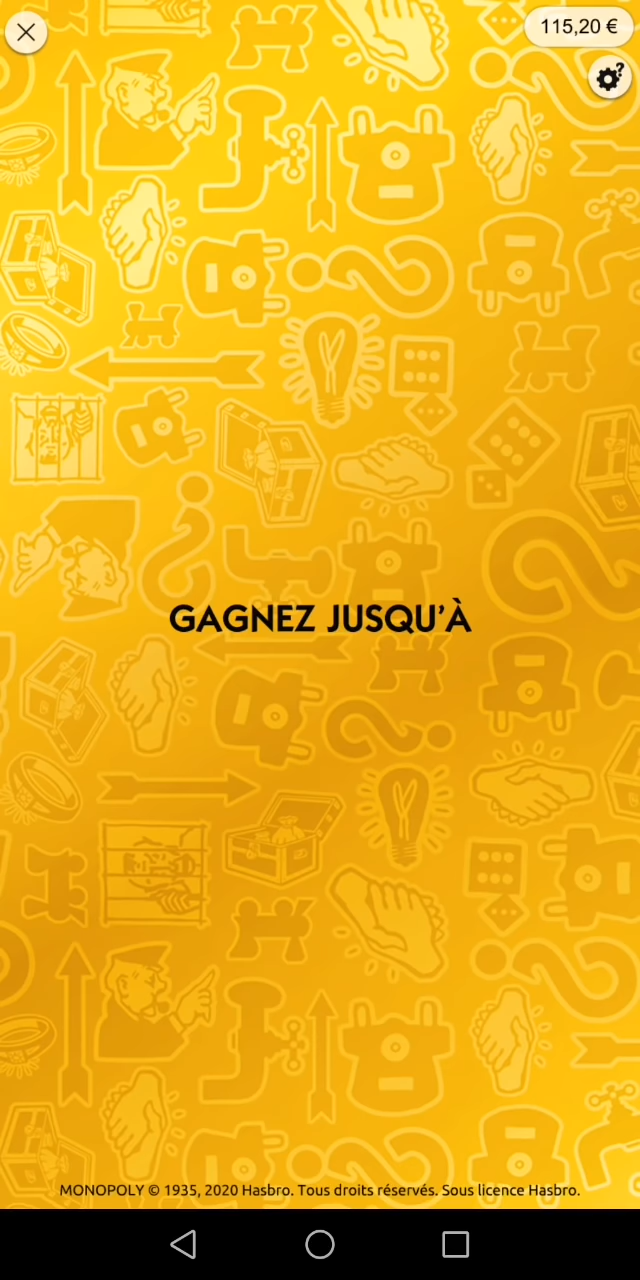 115,20 €
?
GAGNEZ JUSQU'À
MONOPOLY © 1935, 2020 Hasbro. Tous droits réservés. Sous licence Hasbro.